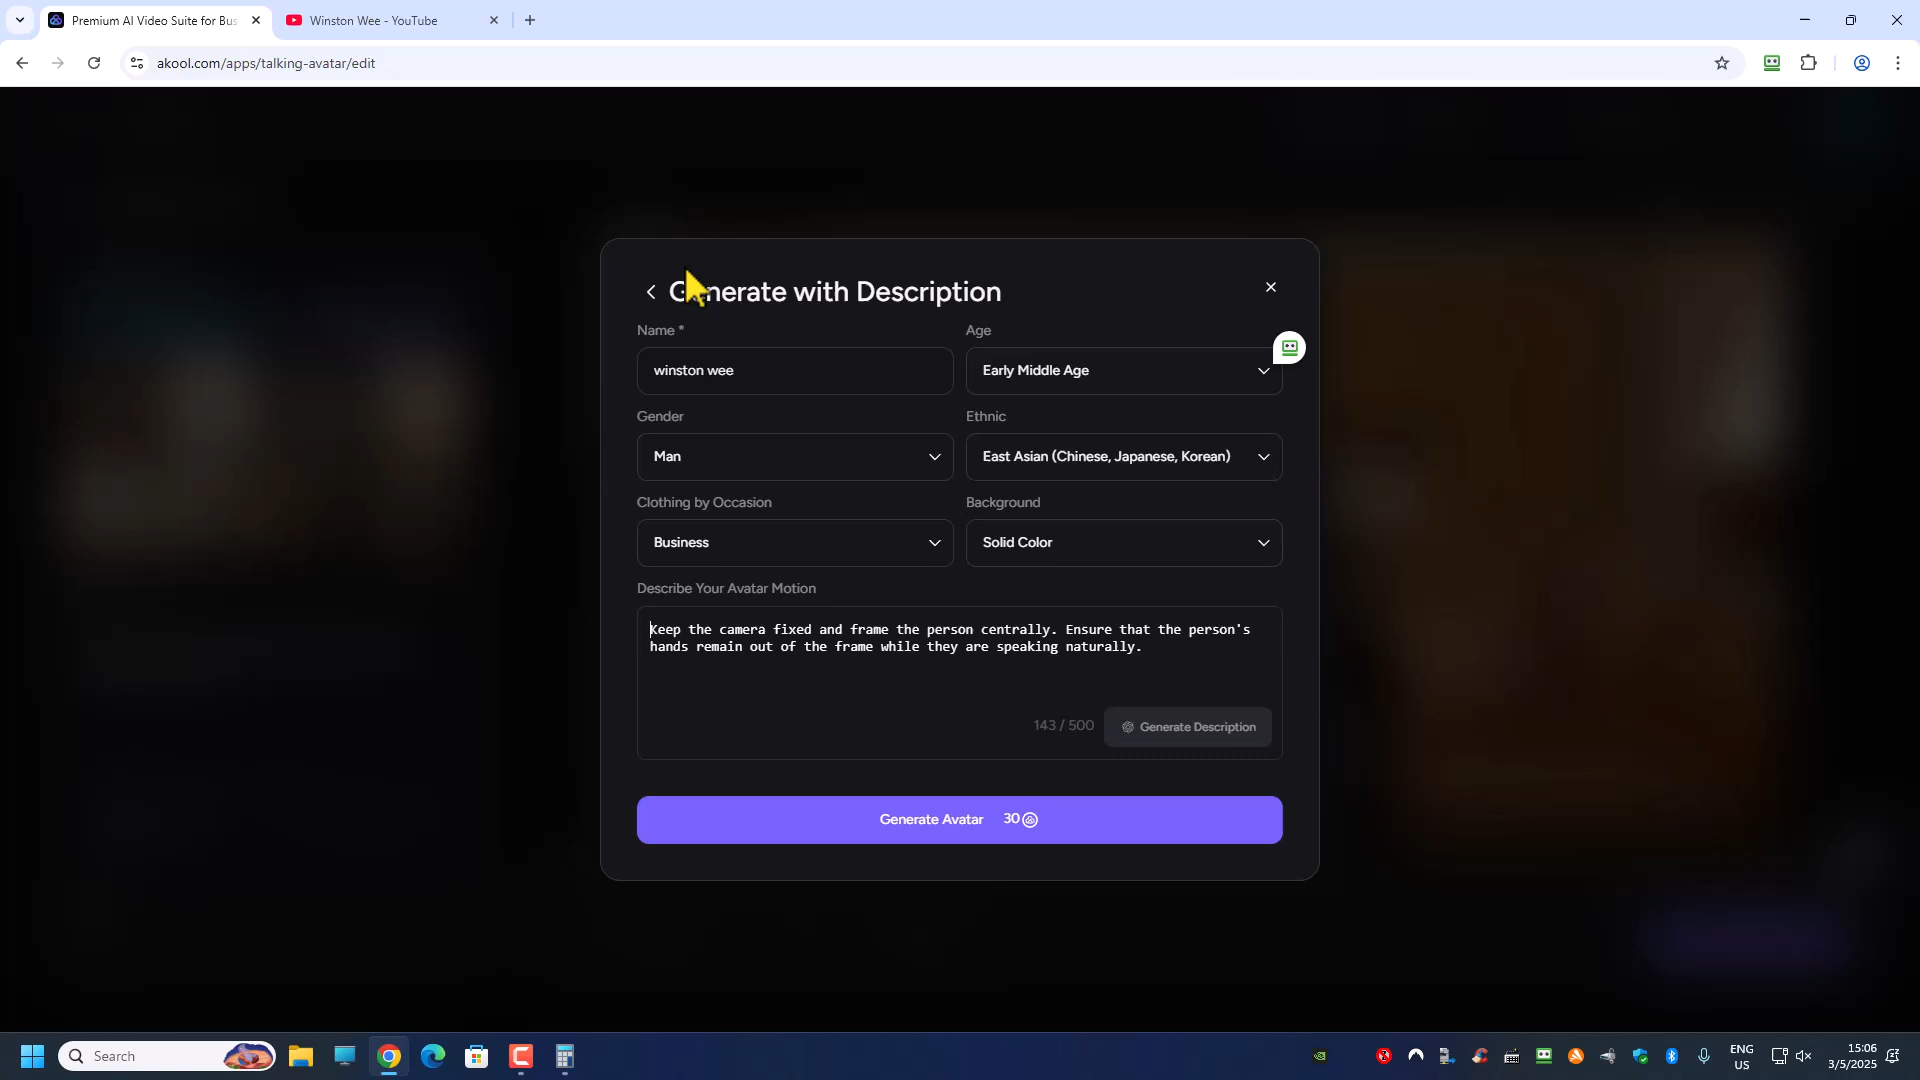 Premium AI Video Suite for Bus
Winston Wee - YouTube
akool.com/apps/talking-avatar/edit
Generate with Description
Name *
Age
winston wee
Early Middle Age
Gender
Ethnic
Man
East Asian (Chinese, Japanese, Korean)
Clothing by Occasion
Background
Business
Solid Color
Describe Your Avatar Motion
Keep the camera fixed and frame the person centrally. Ensure that the person's
hands remain out of the frame while they are speaking naturally.
143 / 500
Generate Description
Generate Avatar 30
Search
ENG
US
15:06
3/5/2025